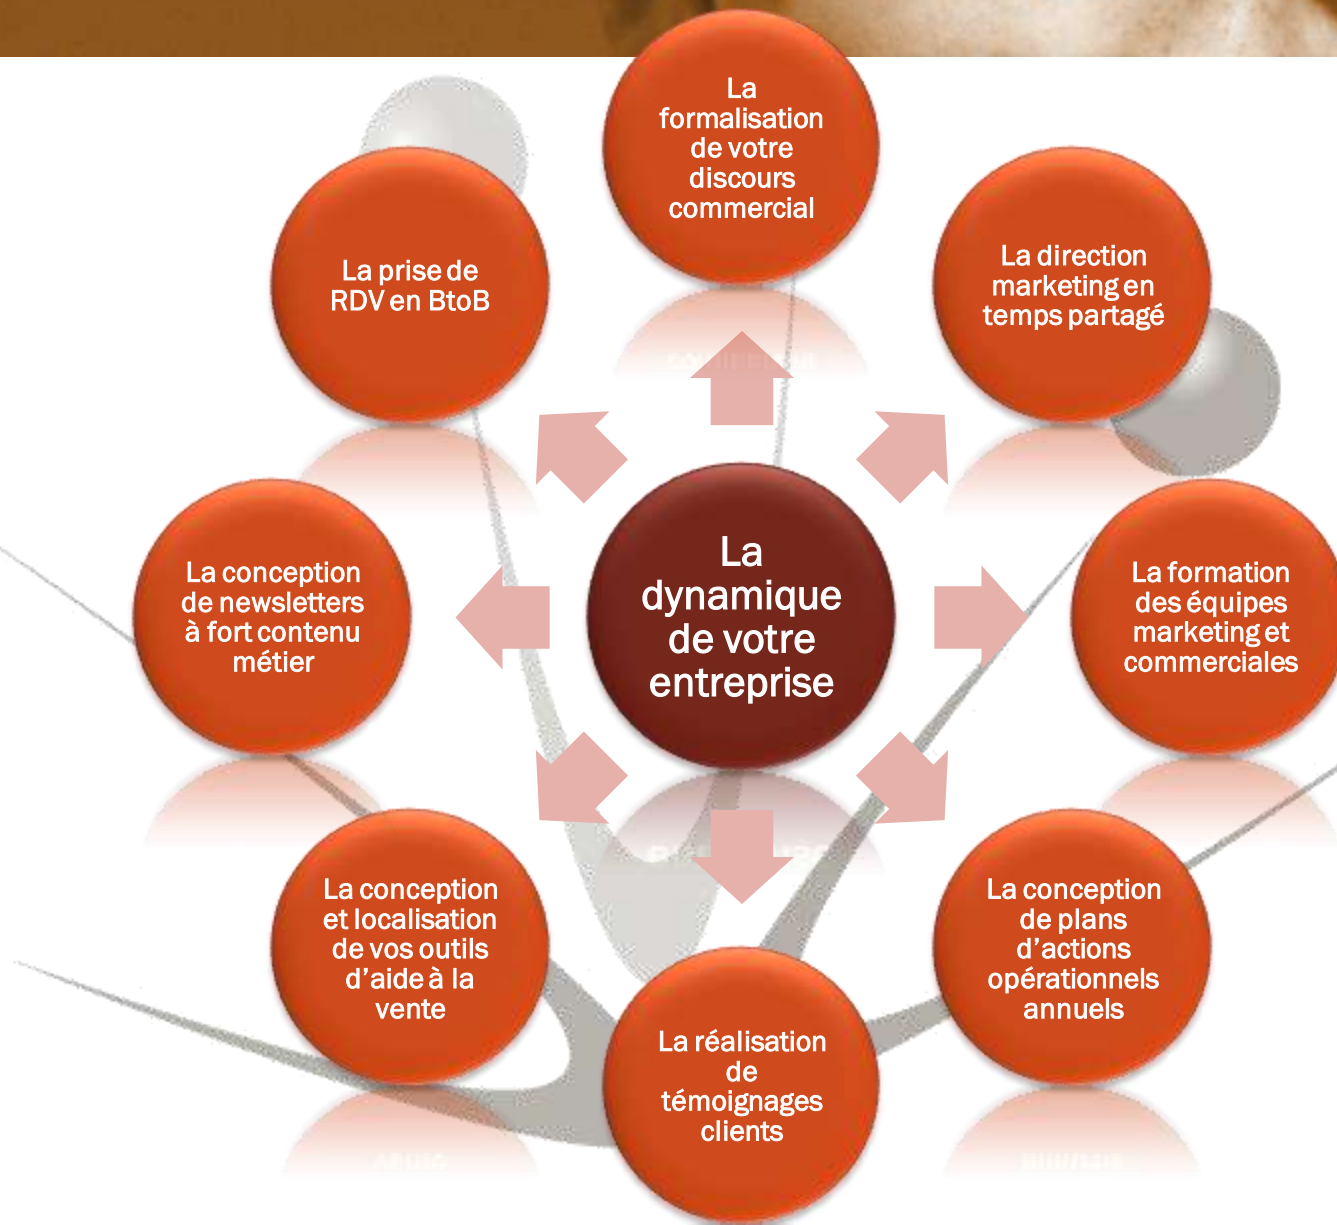 La
formalisation
de votre
discours
commercial
La direction
marketing en
temps partagé
La formation
des équipes
marketing et
commerciales
La conception
de plans
d’actions
opérationnels
annuels
La réalisation
de
témoignages
clients
La conception
et localisation
de vos outils
d’aide à la
vente
La conception
de newsletters
à fort contenu
métier
La prise de
RDV en BtoB
La
dynamique
de votre
entreprise